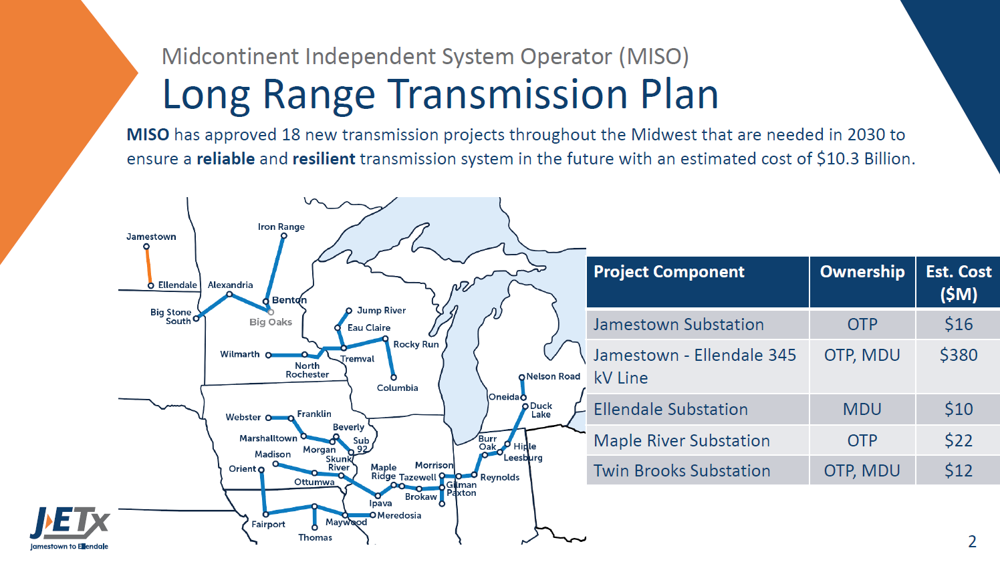 Midcontinent Independent System Operator (MISO)
Long Range Transmission Plan
MISO has approved 18 new transmission projects throughout the Midwest that are needed in 2030 to
ensure a reliable and resilient transmission system in the future with an estimated cost of $10.3 Billion.
Iron Range
Jamestown
Ellendale
Alexandria
Benton
Big Stone
South
Big Oaks
Jump River
Eau Claire
Rocky Run
Wilmarth
Tremval
North
Rochester
Columbia
Nelson Road
Oneida
Duck
Lake
Webster
Franklin
Beverly
Marshalltown
Sub
92
Morgan
Burr
Oak
Hiple
Leesburg
Madison
Skunk
River
Orient
Maple
Ridge
Tazewell
Morrison
Ottumwa
Gilman
Reynolds
Paxton
Brokaw
Ipava
Meredosia
Fairport
Maywood
Thomas
Project Component
Ownership
Est. Cost
($M)
Jamestown Substation
OTP
$16
Jamestown - Ellendale 345
kV Line
OTP, MDU
$380
Ellendale Substation
MDU
$10
Maple River Substation
OTP
$22
Twin Brooks Substation
OTP, MDU
$12
JETx
Jamestown to Ellendale
2